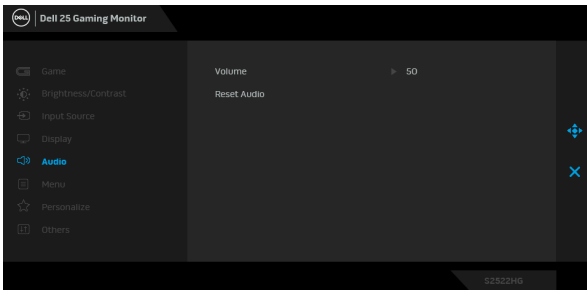 DELL Dell 25 Gaming Monitor
Game
Volume 50
Brightness/Contrast
Reset Audio
Input Source
Display
Audio
Menu
Personalize
Others
S2522HG